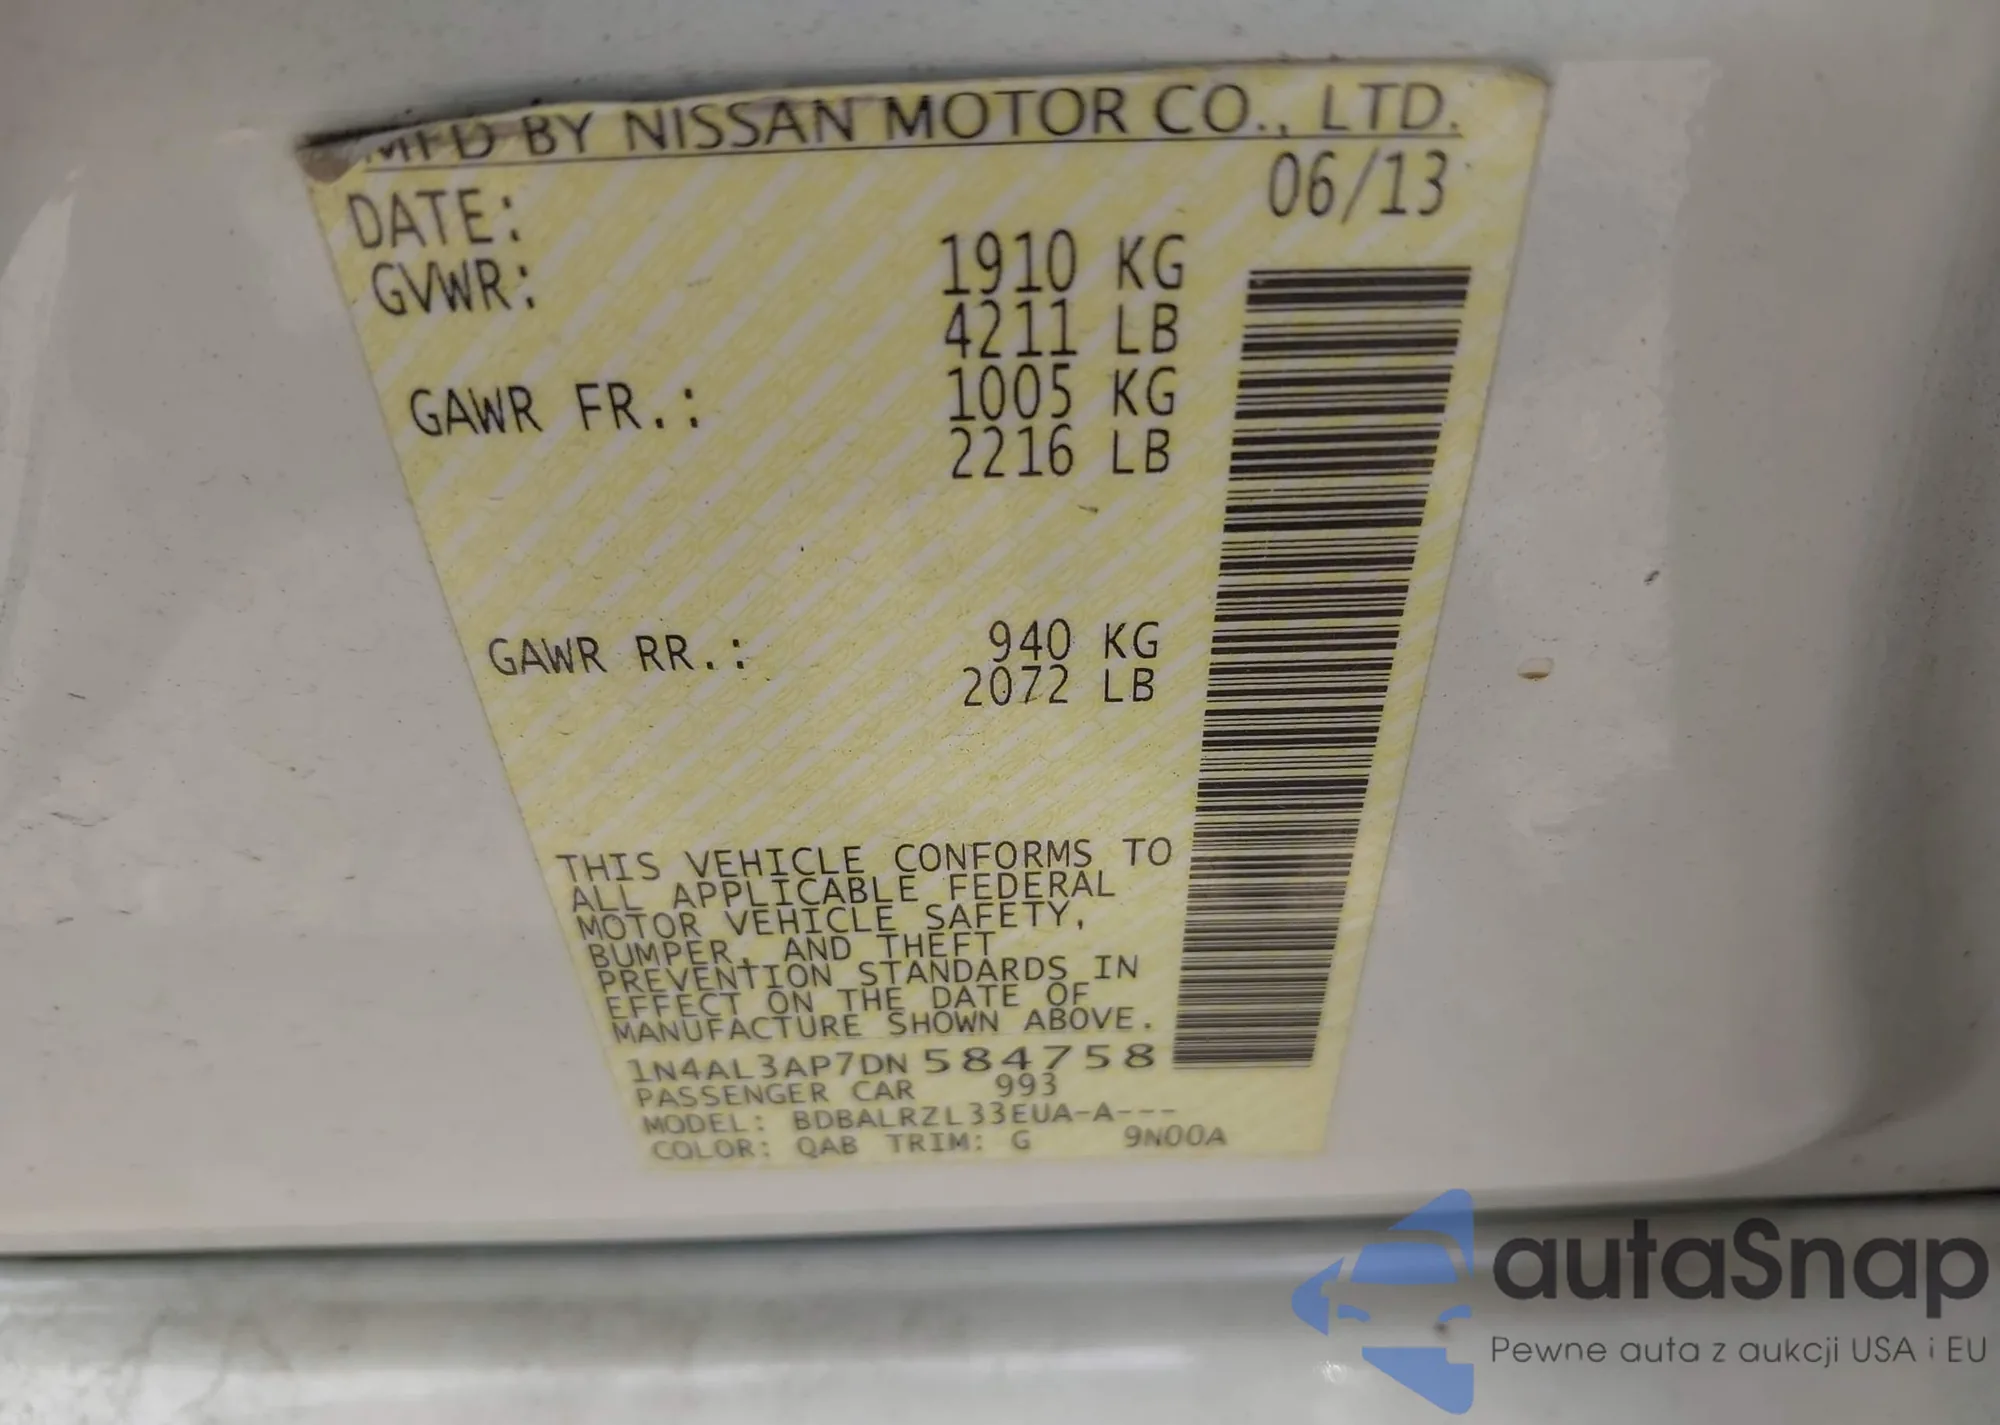 MFD BY NISSAN MOTOR CO., LTD.
DATE: 06/13
GVWR: 1910 KG
4211 LB
GAWR FR.: 1005 KG
2216 LB
GAWR RR.: 940 KG
2072 LB
THIS VEHICLE CONFORMS TO
ALL APPLICABLE FEDERAL
MOTOR VEHICLE SAFETY,
BUMPER, AND THEFT
PREVENTION STANDARDS IN
EFFECT ON THE DATE OF
MANUFACTURE SHOWN ABOVE.
1N4AL3AP7DN584758
PASSENGER CAR 993
MODEL: BDBALRZL33EUA-A---
COLOR: QAB TRIM: G 9N00A
autaSnap
Pewne auta z aukcji USA i EU